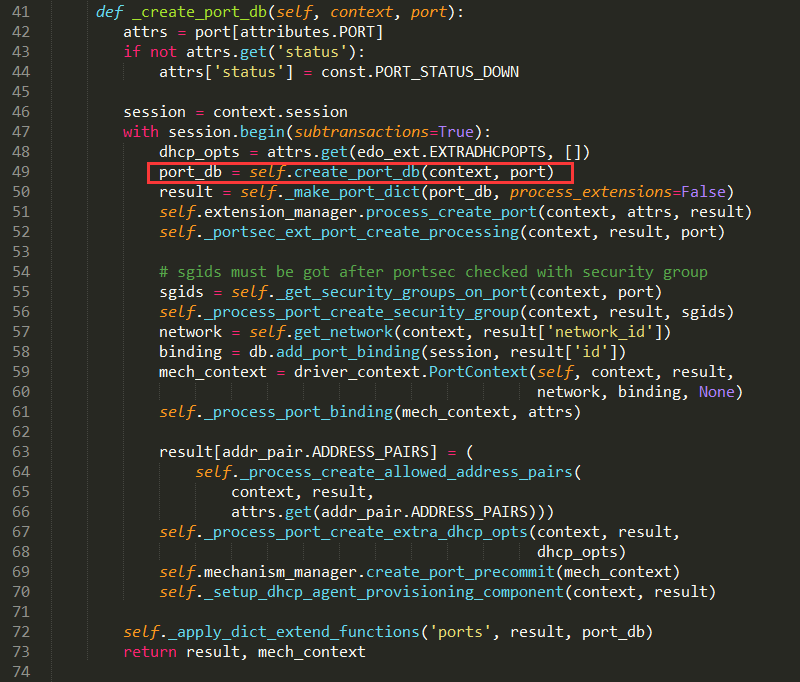 41 def _create_port_db(self, context, port):
42 attrs = port[attributes.PORT]
43 if not attrs.get('status'):
44 attrs['status'] = const.PORT_STATUS_DOWN
45
46 session = context.session
47 with session.begin(subtransactions=True):
48 dhcp_opts = attrs.get(edo_ext.EXTRADHCPOPTS, [])
49 port_db = self.create_port_db(context, port)
50 result = self._make_port_dict(port_db, process_extensions=False)
51 self.extension_manager.process_create_port(context, attrs, result)
52 self._portsec_ext_port_create_processing(context, result, port)
53
54 # sgids must be got after portsec checked with security group
55 sgids = self._get_security_groups_on_port(context, port)
56 self._process_port_create_security_group(context, result, sgids)
57 network = self.get_network(context, result['network_id'])
58 binding = db.add_port_binding(session, result['id'])
59 mech_context = driver_context.PortContext(self, context, result,
60 network, binding, None)
61 self._process_port_binding(mech_context, attrs)
62
63 result[addr_pair.ADDRESS_PAIRS] = (
64 self._process_create_allowed_address_pairs(
65 context, result,
66 attrs.get(addr_pair.ADDRESS_PAIRS)))
67 self._process_port_create_extra_dhcp_opts(context, result,
68 dhcp_opts)
69 self.mechanism_manager.create_port_precommit(mech_context)
70 self._setup_dhcp_agent_provisioning_component(context, result)
71
72 self._apply_dict_extend_functions('ports', result, port_db)
73 return result, mech_context
74